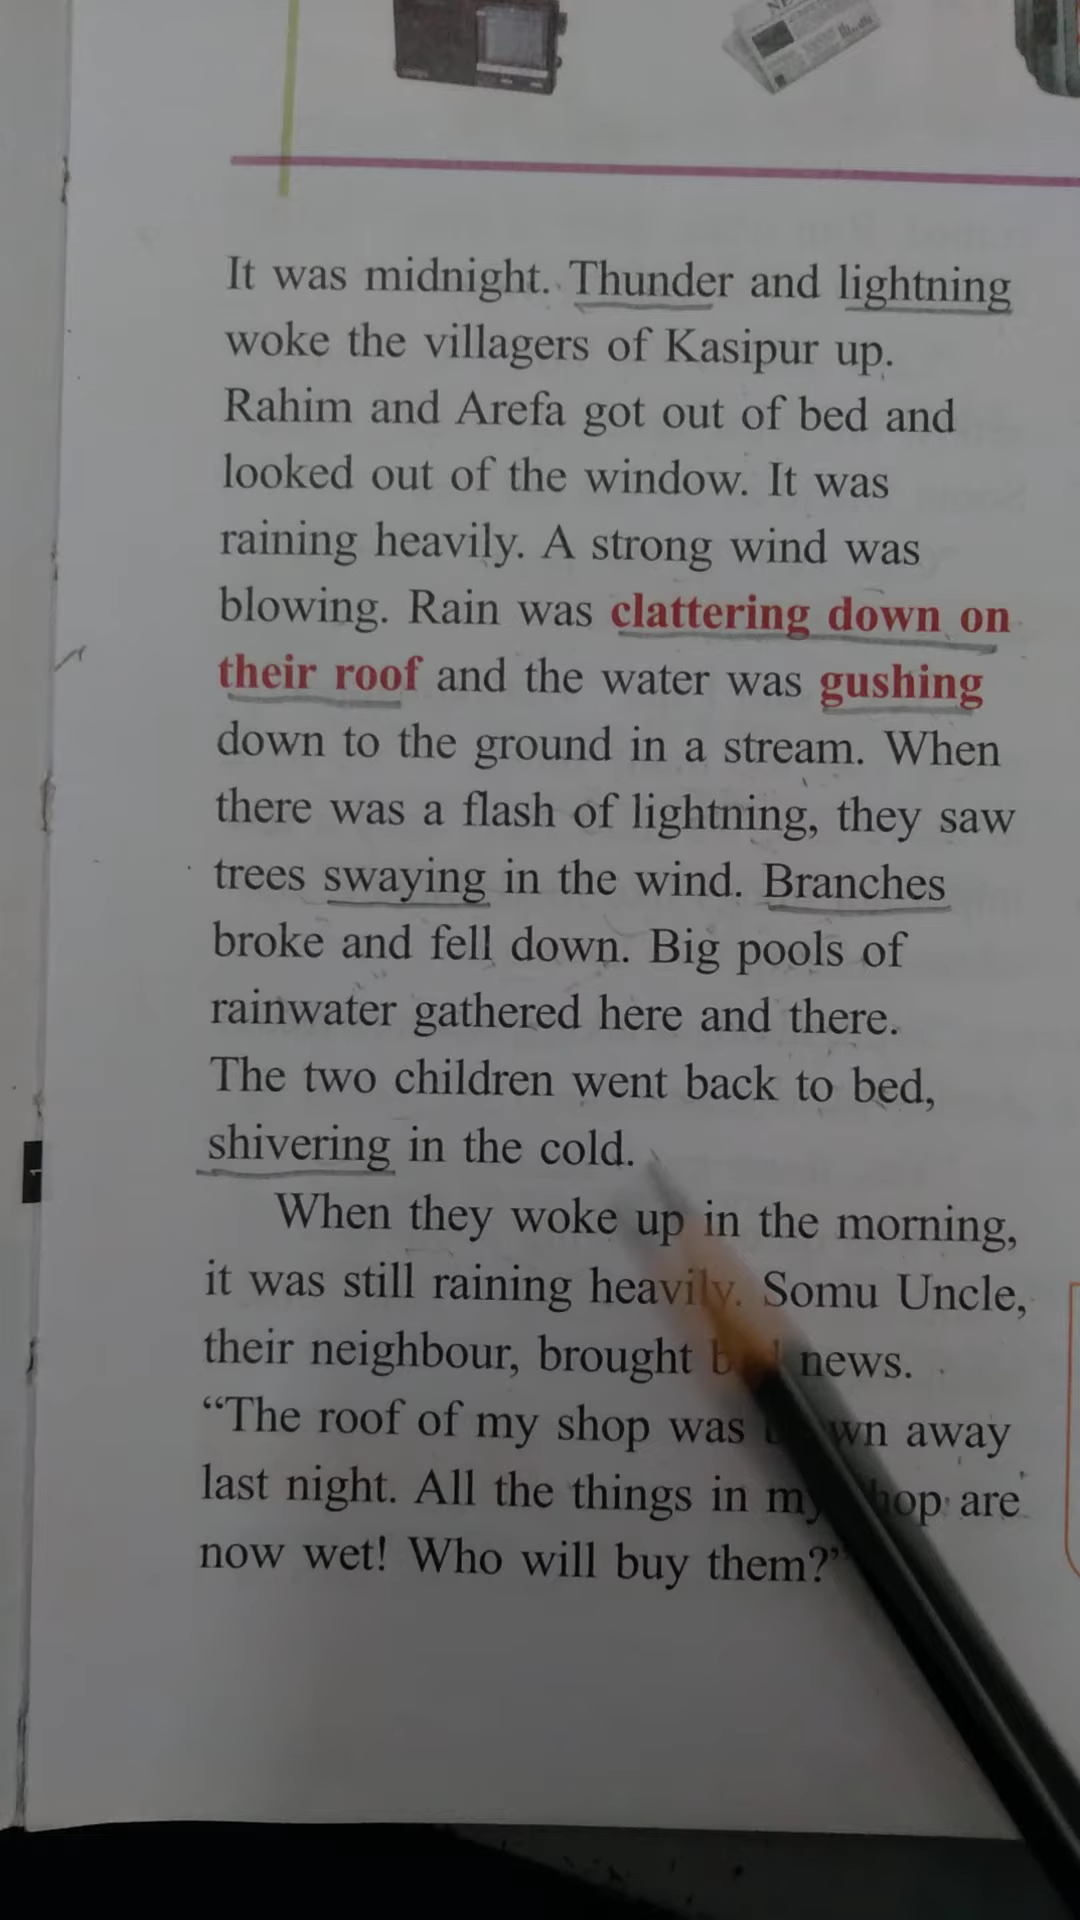 It was midnight. Thunder and lightning
woke the villagers of Kasipur up.
Rahim and Arefa got out of bed and
looked out of the window. It was
raining heavily. A strong wind was
blowing. Rain was clattering down on
their roof and the water was gushing
down to the ground in a stream. When
there was a flash of lightning, they saw
trees swaying in the wind. Branches
broke and fell down. Big pools of
rainwater gathered here and there.
The two children went back to bed,
shivering in the cold.
When they woke up in the morning,
it was still raining heavily. Somu Uncle,
their neighbour, brought news.
“The roof of my shop was away
last night. All the things in my shop are
now wet! Who will buy them?”